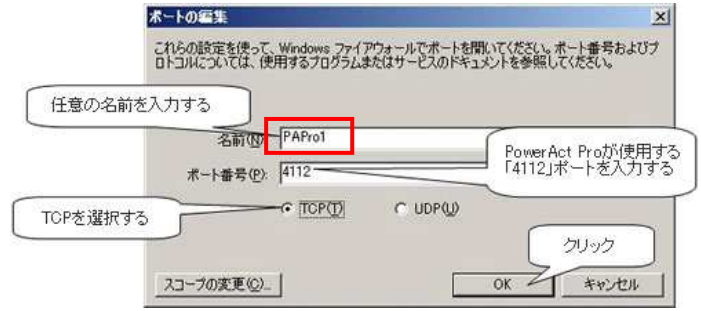 ポートの編集
これらの設定を使って、Windows ファイアウォールでポートを開いてください。ポート番号およびプ
ロトコルについては、使用するプログラムまたはサービスのドキュメントを参照してください。
任意の名前を入力する
名前(N):
PAPro1
PowerAct Proが使用する
「4112」ポートを入力する
ポート番号(P):
4112
TCPを選択する
TCP(T)
UDP(U)
クリック
スコープの変更(C)...
OK
キャンセル